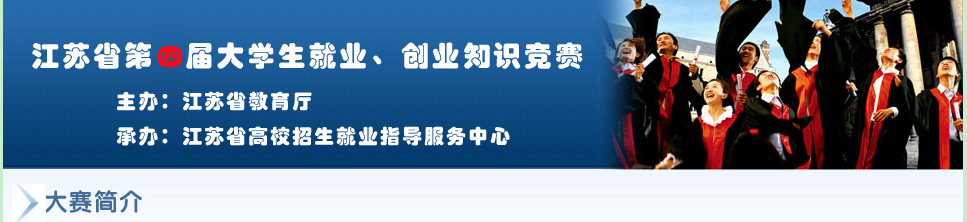 江苏省第四届大学生就业、创业知识竞赛
主办：江苏省教育厅
承办：江苏省高校招生就业指导服务中心
大赛简介